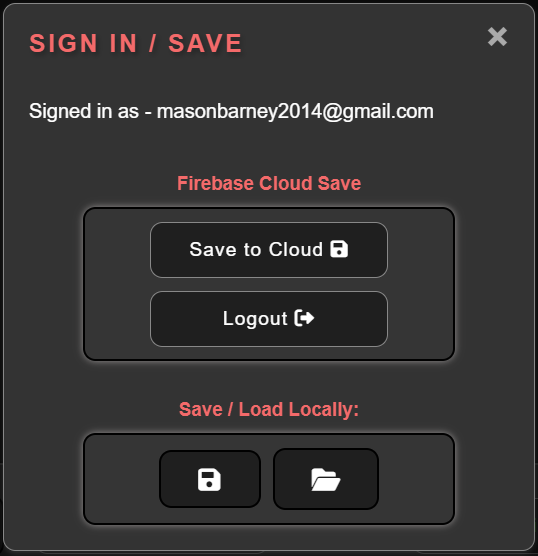 SIGN IN / SAVE
Signed in as - masonbarney2014@gmail.com
Firebase Cloud Save
Save to Cloud
Logout
Save / Load Locally: